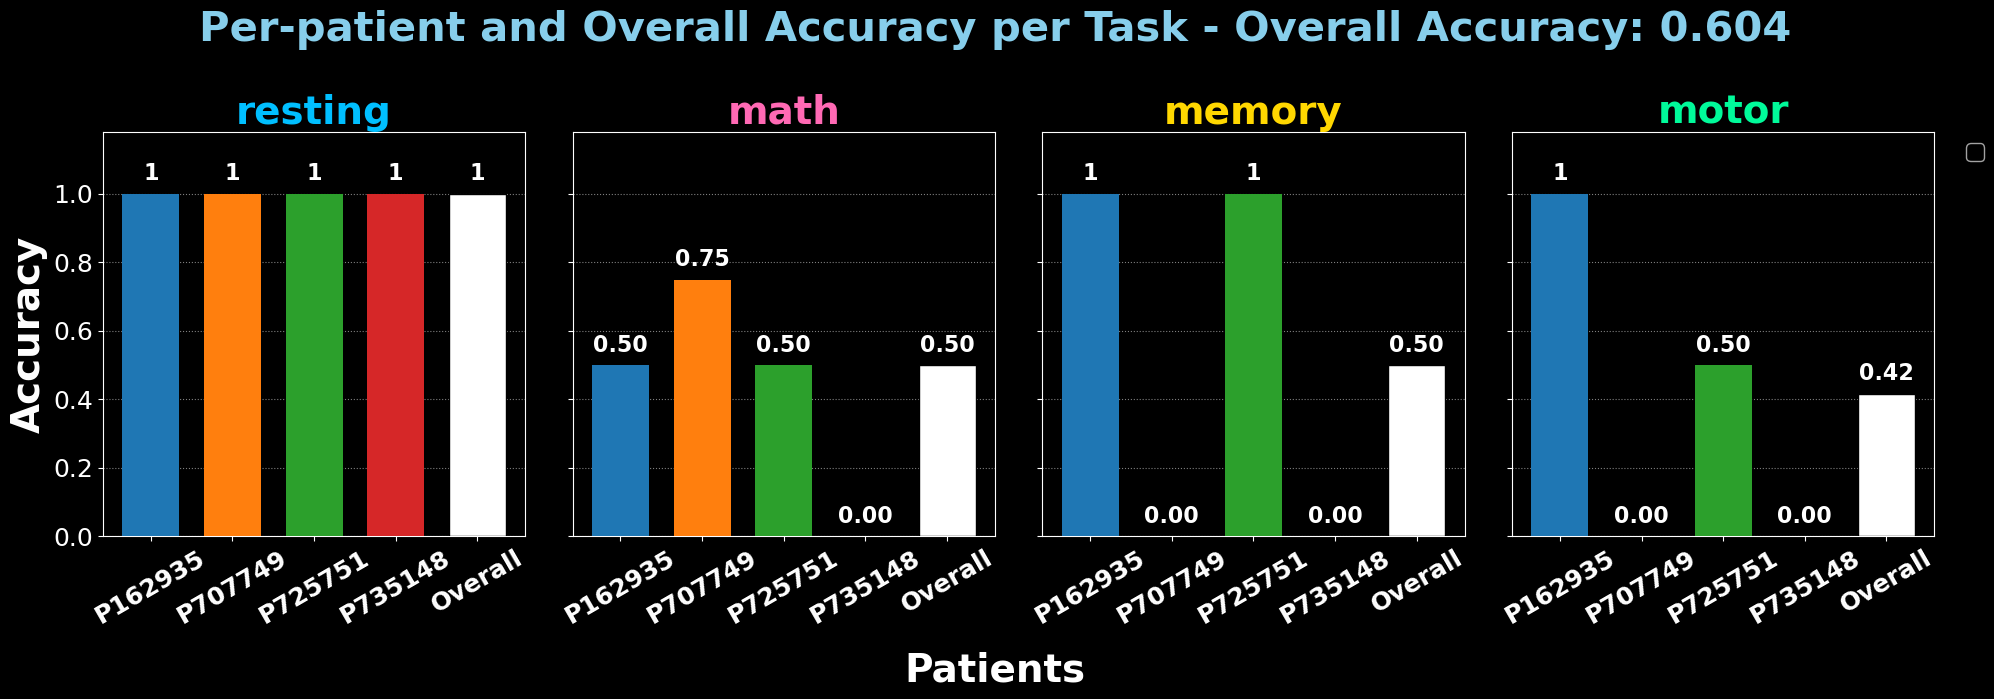 Per-patient and Overall Accuracy per Task - Overall Accuracy: 0.604
resting
math
memory
motor
Accuracy
1.0
0.8
0.6
0.4
0.2
0.0
1 1 1 1 1
P162935 P707749 P725751 P735148 Overall
0.50 0.75 0.50 0.00 0.50
P162935 P707749 P725751 P735148 Overall
1 0.00 1 0.00 0.50
P162935 P707749 P725751 P735148 Overall
1 0.00 0.50 0.00 0.42
P162935 P707749 P725751 P735148 Overall
Patients